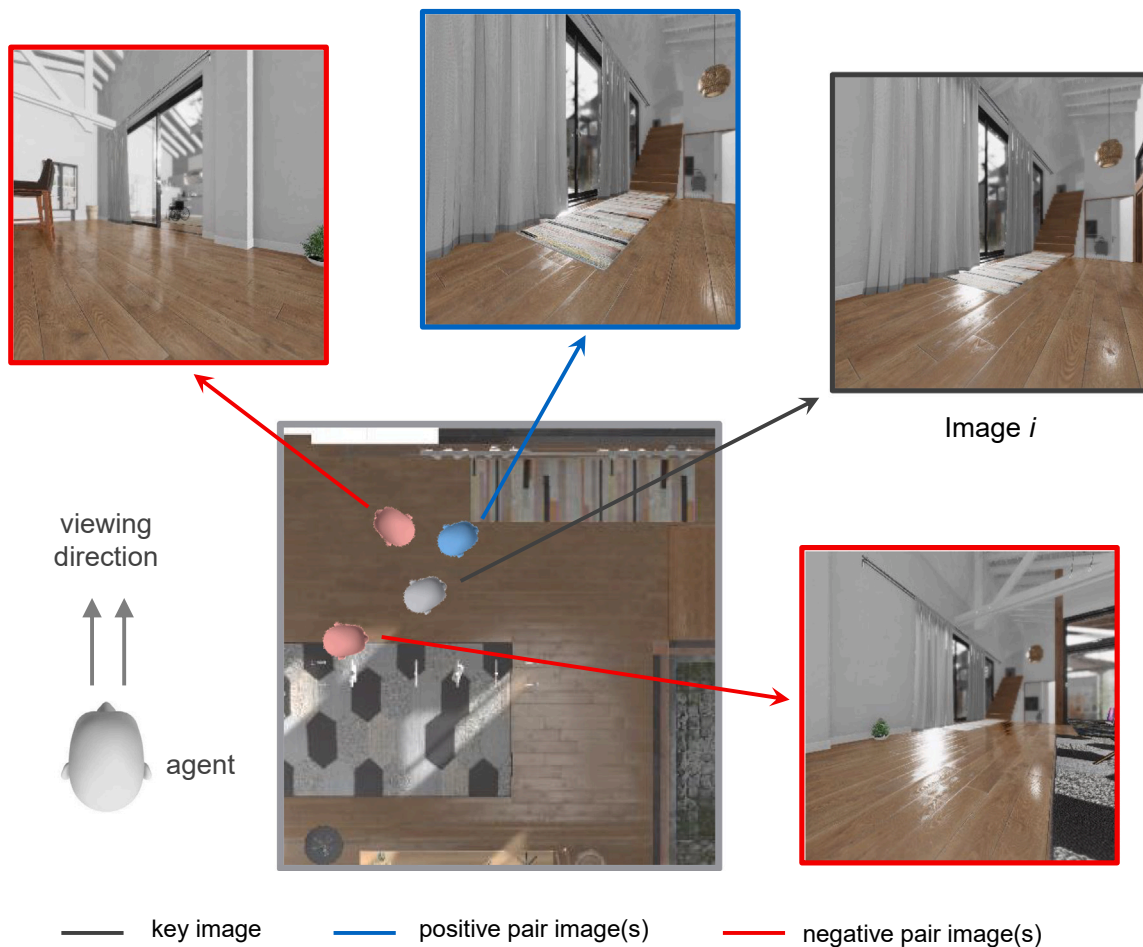 Image i
viewing
direction
agent
key image
positive pair image(s)
negative pair image(s)